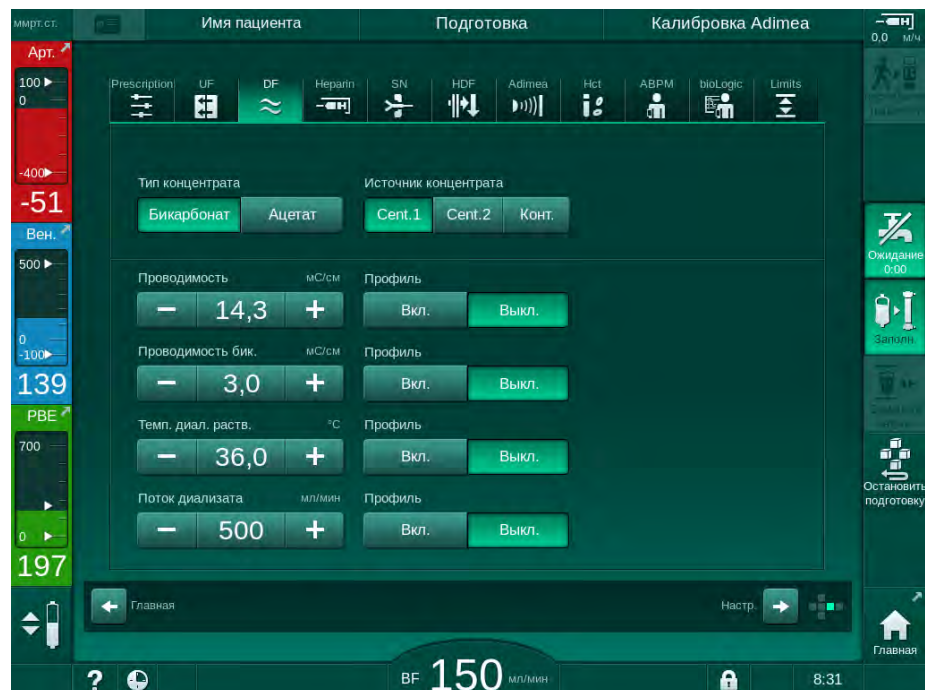 ммрт.ст.
Имя пациента
Подготовка
Калибровка Adimea
0,0 м/ч
Арт.
100
0
-400
-51
Вен.
500
0
-100
139
PBE
700
0
197
Prescription
UF
DF
Heparin
SN
HDF
Adimea
Hct
ABPM
bioLogic
Limits
Тип концентрата
Источник концентрата
Бикарбонат
Ацетат
Cent.1
Cent.2
Конт.
Проводимость мС/см
Профиль
− 14,3 +
Вкл.
Выкл.
Проводимость бик. мС/см
Профиль
− 3,0 +
Вкл.
Выкл.
Темп. диал. раств. °C
Профиль
− 36,0 +
Вкл.
Выкл.
Поток диализата мл/мин
Профиль
− 500 +
Вкл.
Выкл.
Главная
Настр.
Ожидание
0:00
Заполн.
Остановить
подготовку
Главная
?
BF 150 мл/мин
8:31